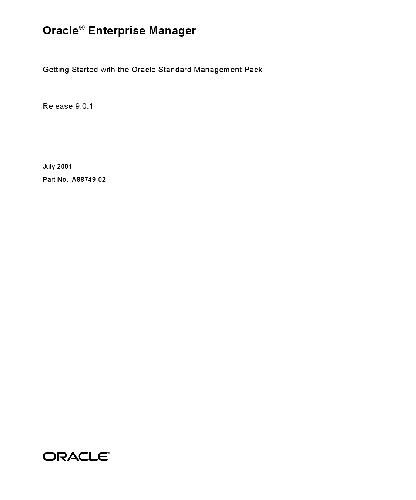 Oracle® Enterprise Manager
Getting Started with the Oracle Standard Management Pack
Release 9.0.1
July 2001
Part No. A88749-02
ORACLE®